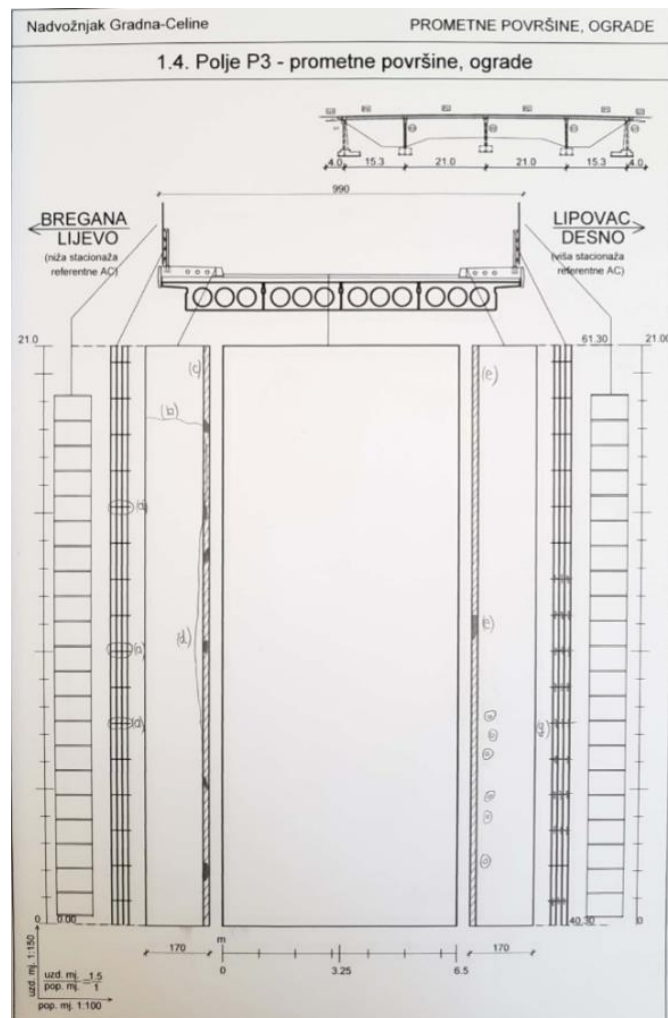 Nadvožnjak Gradna-Celine
PROMETNE POVRŠINE, OGRADE
1.4. Polje P3 - prometne površine, ograde
4.0
15.3
21.0
21.0
15.3
4.0
990
BREGANA
LIJEVO
(niža stacionaža
referentne AC)
LIPOVAC
DESNO
(viša stacionaža
referentne AC)
21.0
61.30
21.00
(c)
(e)
(b)
(a)
(e)
(a)
(d)
(a)
0
0.00
40.30
0
170
m
170
0
3.25
6.5
uzd. mj. 1:150
uzd. mj. 1.5
pop. mj. 1
pop. mj. 1:100